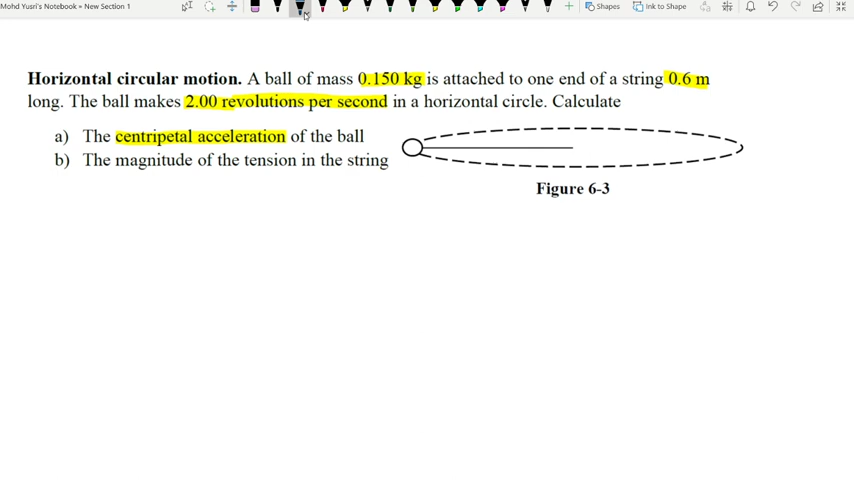 Mohd Yusri's Notebook » New Section 1
Shapes
Ink to Shape
Horizontal circular motion. A ball of mass 0.150 kg is attached to one end of a string 0.6 m
long. The ball makes 2.00 revolutions per second in a horizontal circle. Calculate
a) The centripetal acceleration of the ball
b) The magnitude of the tension in the string
Figure 6-3